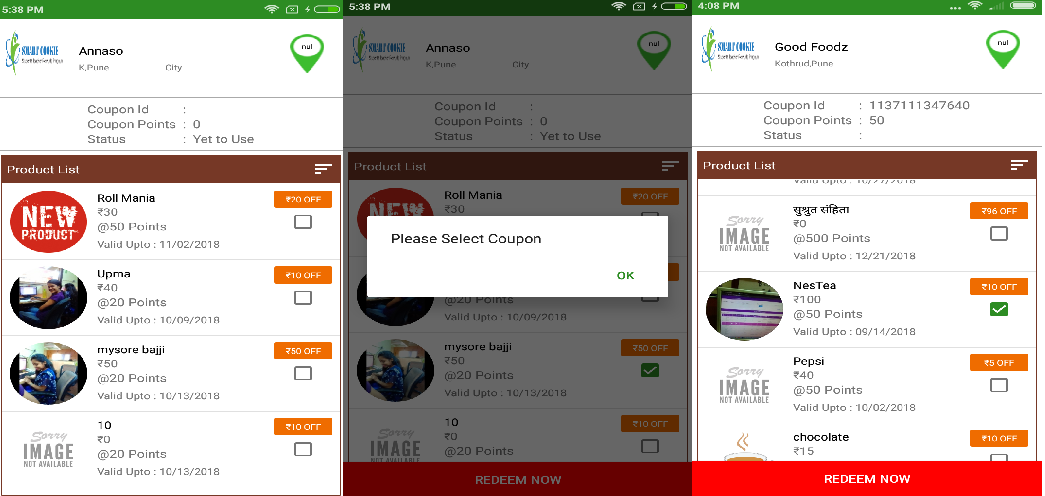 5:38 PM
SMART COOKIE
Annaso
K,Pune City
nul
Coupon Id :
Coupon Points : 0
Status : Yet to Use
Product List
NEW
PRODUCT
Roll Mania
₹30
@50 Points
Valid Upto : 11/02/2018
₹20 OFF
Upma
₹40
@20 Points
Valid Upto : 10/09/2018
₹10 OFF
mysore bajji
₹50
@20 Points
Valid Upto : 10/13/2018
₹50 OFF
Sorry
IMAGE
NOT AVAILABLE
10
₹0
@20 Points
Valid Upto : 10/13/2018
₹10 OFF
5:38 PM
SMART COOKIE
Annaso
K,Pune City
nul
Coupon Id :
Coupon Points : 0
Status : Yet to Use
Product List
Roll Mania
₹30
₹20 OFF
Please Select Coupon
OK
@20 Points
Valid Upto : 10/09/2018
mysore bajji
₹50
@20 Points
Valid Upto : 10/13/2018
₹50 OFF
Sorry
IMAGE
10
₹0
@20 Points
₹10 OFF
REDEEM NOW
4:08 PM
SMART COOKIE
Good Foodz
Kothrud,Pune
nul
Coupon Id : 1137111347640
Coupon Points : 50
Status :
Product List
Valid Upto : 10/27/2018
Sorry
IMAGE
NOT AVAILABLE
सुश्रुत संहिता
₹0
@500 Points
Valid Upto : 12/21/2018
₹96 OFF
NesTea
₹100
@50 Points
Valid Upto : 09/14/2018
₹10 OFF
Sorry
IMAGE
NOT AVAILABLE
Pepsi
₹40
@50 Points
Valid Upto : 10/02/2018
₹5 OFF
chocolate
₹15
₹10 OFF
REDEEM NOW